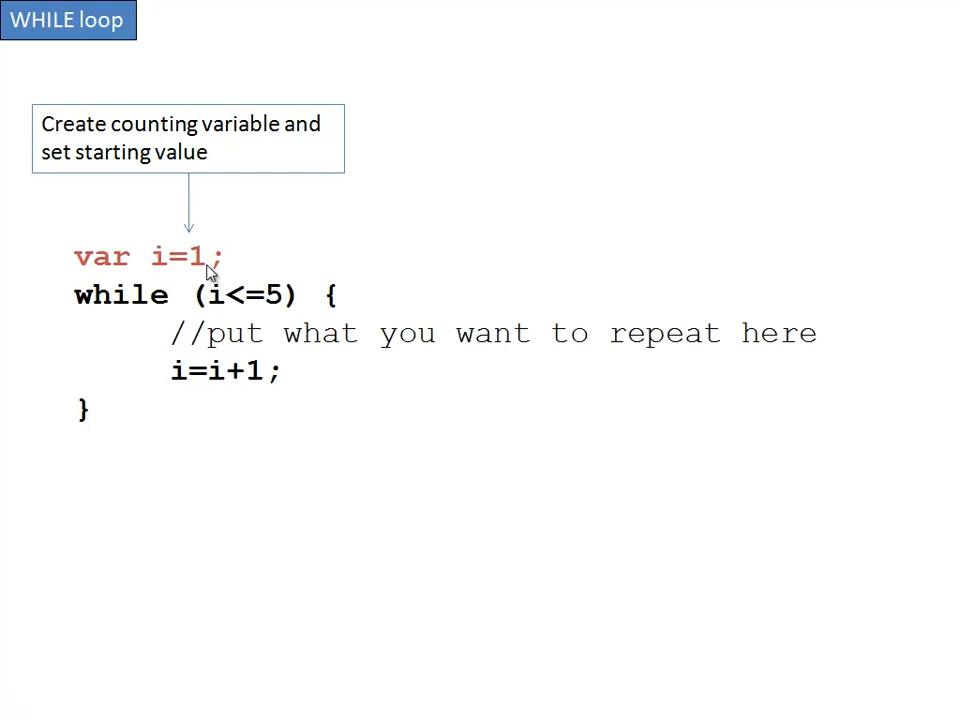 WHILE loop
Create counting variable and
set starting value
var i=1;
while (i<=5) {
//put what you want to repeat here
i=i+1;
}